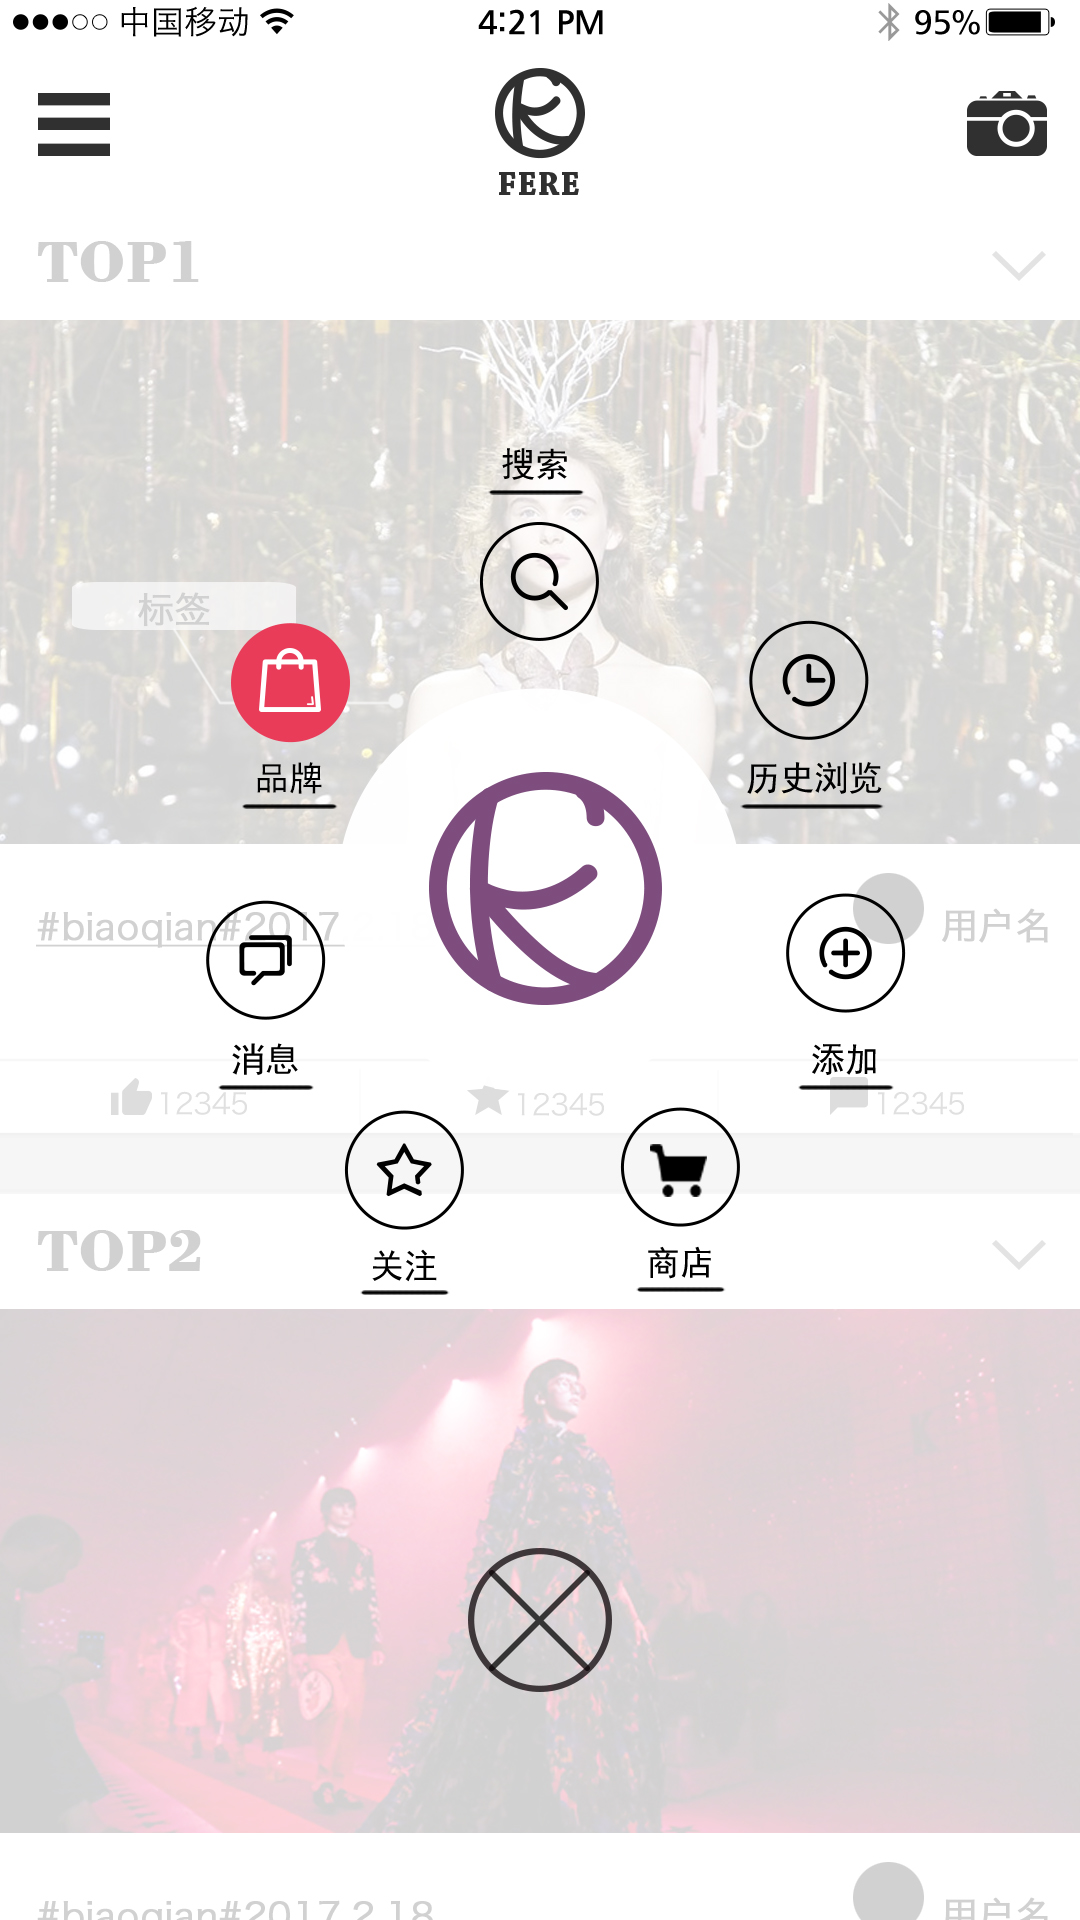 中国移动 4:21 PM 95%
FERE
TOP1
搜索
标签
品牌 历史浏览
#biaoqian#2017 用户名
消息 添加
12345 12345 12345
关注 商店
TOP2
#biaoqian#2017.2.18 用户名